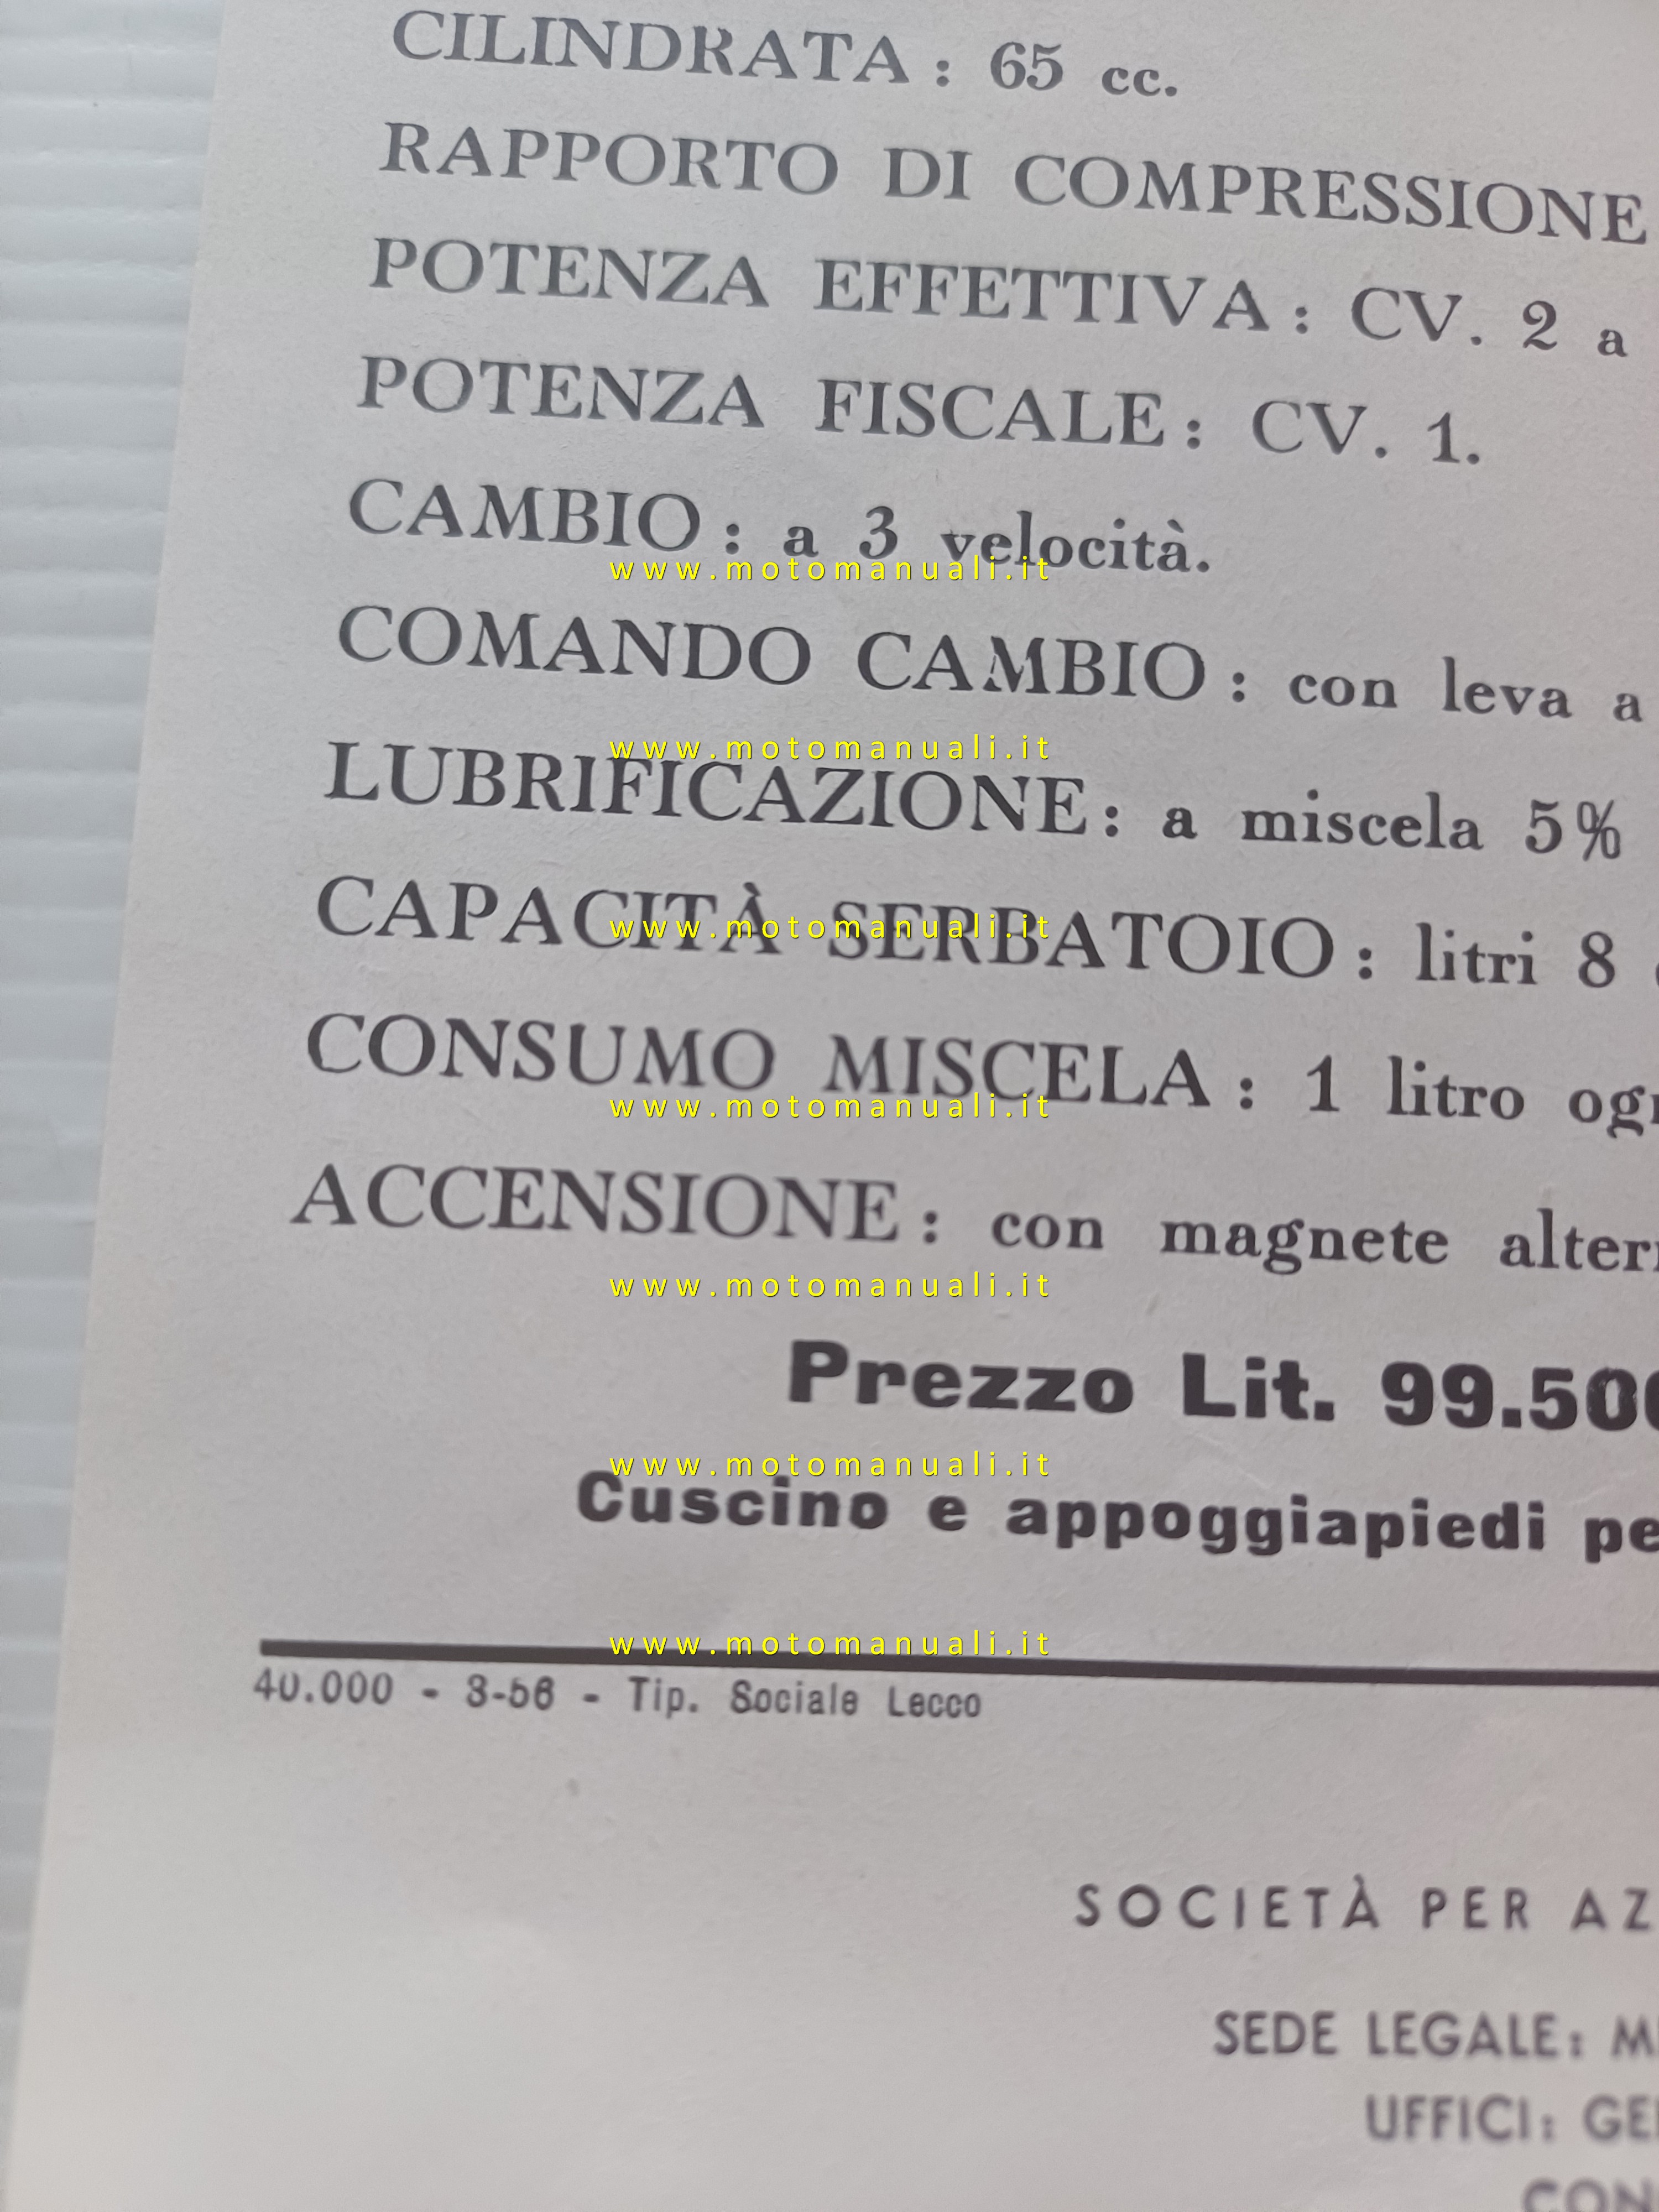 CILINDRATA: 65 cc.
RAPPORTO DI COMPRESSIONE
POTENZA EFFETTIVA: CV. 2 a
POTENZA FISCALE: CV. 1.
CAMBIO: a 3 velocità.
www.motomanuali.it
COMANDO CAMBIO: con leva a
www.motomanuali.it
LUBRIFICAZIONE: a miscela 5%
CAPACITÀ SERBATOIO: litri 8
www.motomanuali.it
CONSUMO MISCELA: 1 litro
www.motomanuali.it
ACCENSIONE: con magnete
www.motomanuali.it
Prezzo Lit. 99.500
www.motomanuali.it
Cuscino e appoggiapiedi
www.motomanuali.it
40.000 - 3-56 - Tip. Sociale Lecco
SOCIETÀ PER
SEDE LEGALE:
UFFICI: